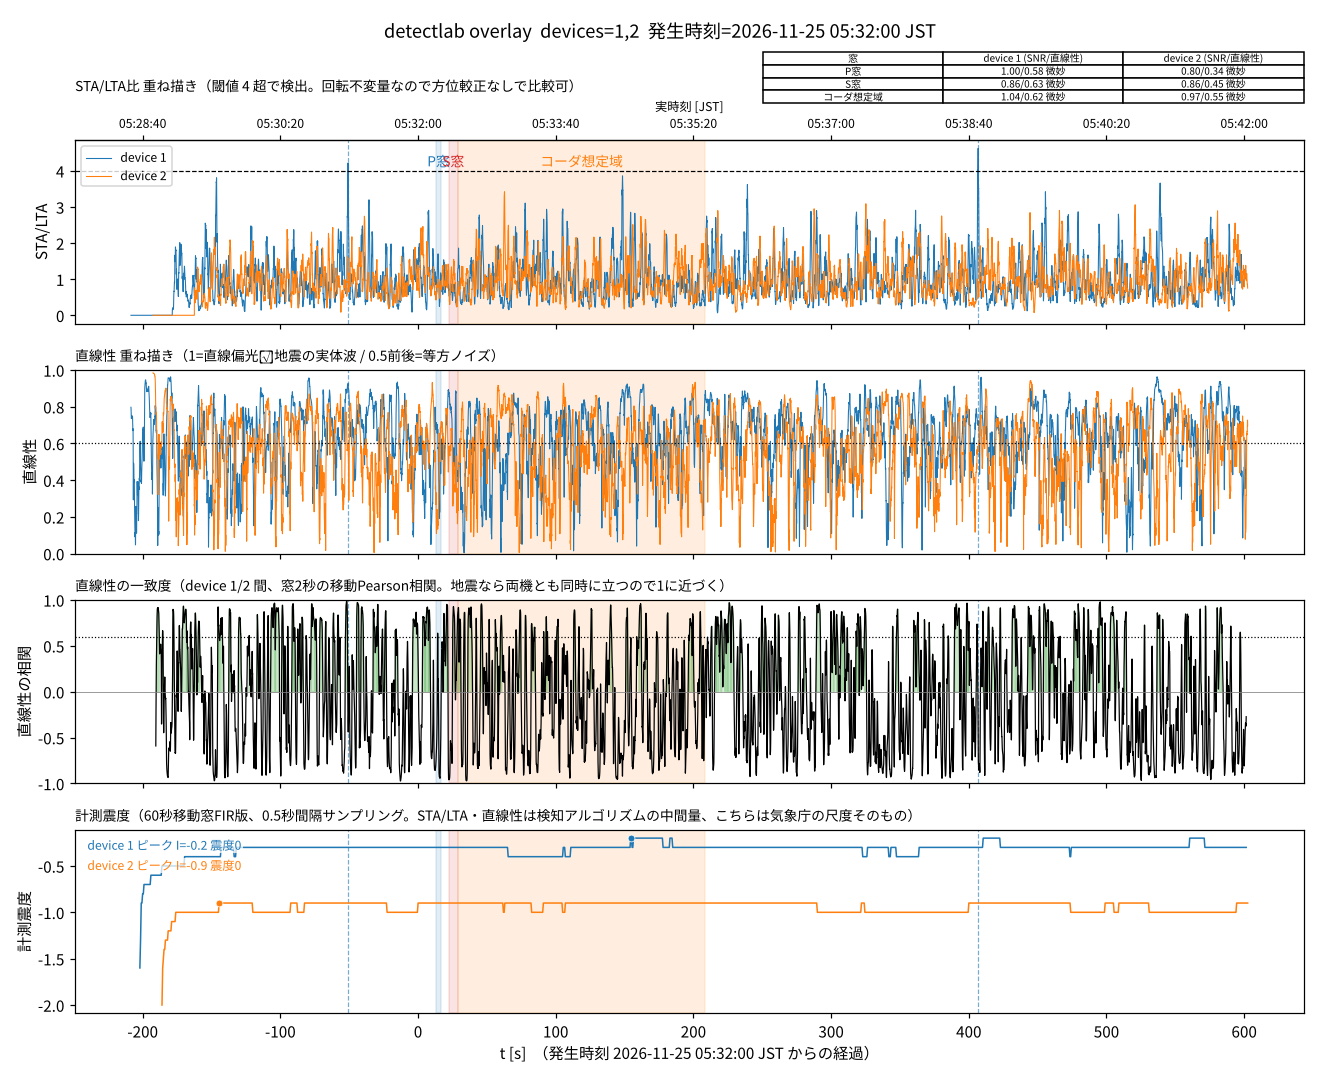 detectlab overlay devices=1,2 発生時刻=2026-11-25 05:32:00 JST
窓 device 1 (SNR/直線性) device 2 (SNR/直線性)
P窓 1.00/0.58 微妙 0.80/0.34 微妙
S窓 0.86/0.63 微妙 0.86/0.45 微妙
コーダ想定域 1.04/0.62 微妙 0.97/0.55 微妙
STA/LTA比 重ね描き（閾値 4 超で検出。回転不変量なので方位較正なしで比較可）
実時刻 [JST]
05:28:40 05:30:20 05:32:00 05:33:40 05:35:20 05:37:00 05:38:40 05:40:20 05:42:00
device 1
device 2
P窓 S窓 コーダ想定域
STA/LTA
4
3
2
1
0
直線性 重ね描き（1=直線偏光 地震の実体波 / 0.5前後=等方ノイズ）
直線性
1.0
0.8
0.6
0.4
0.2
0.0
直線性の一致度（device 1/2 間、窓2秒の移動Pearson相関。地震なら両機とも同時に立つので1に近づく）
直線性の相関
1.0
0.5
0.0
-0.5
-1.0
計測震度（60秒移動窓FIR版、0.5秒間隔サンプリング。STA/LTA・直線性は検知アルゴリズムの中間量、こちらは気象庁の尺度そのもの）
device 1 ピーク I=-0.2 震度0
device 2 ピーク I=-0.9 震度0
計測震度
-0.5
-1.0
-1.5
-2.0
-200 -100 0 100 200 300 400 500 600
t [s] （発生時刻 2026-11-25 05:32:00 JST からの経過）